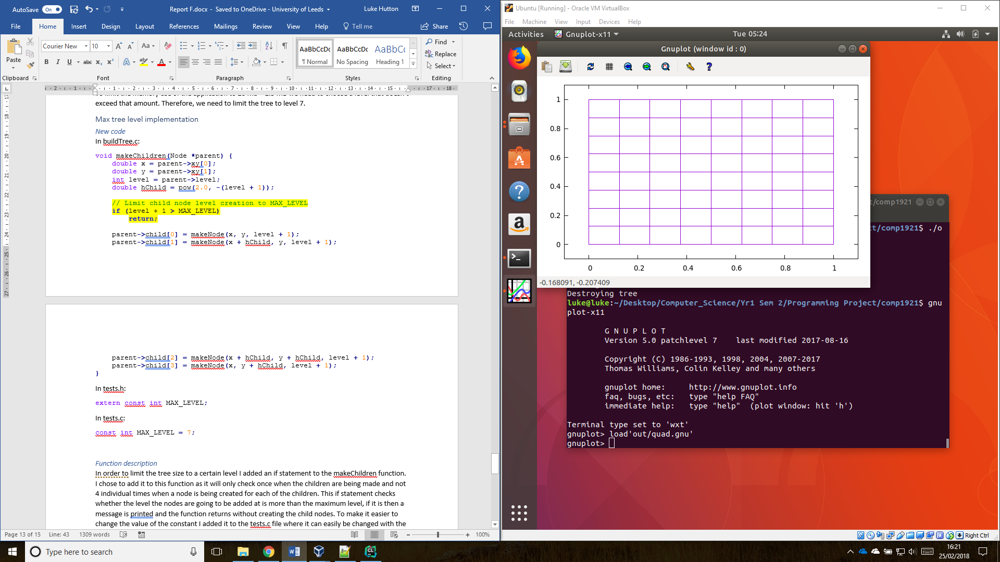 AutoSave On
Report F.docx - Saved to OneDrive - University of Leeds
Luke Hutton
File Home Insert Design Layout References Mailings Review View Help Tell me Share
Paste
Courier New 10 Aa
B I U abc x₂ x² A ab A
AaBbCcDc AaBbCcDc AaBbCc
¶ Normal No Spacing Heading 1
Find
Replace
Select
Clipboard Font Paragraph Styles Editing
exceed that amount. Therefore, we need to limit the tree to level 7.
Max tree level implementation
New code
In buildTree.c:
void makeChildren(Node *parent) {
double x = parent->xy[0];
double y = parent->xy[1];
int level = parent->level;
double hChild = pow(2.0, -(level + 1));
// Limit child node level creation to MAX_LEVEL
if (level + 1 > MAX_LEVEL)
return;
parent->child[0] = makeNode(x, y, level + 1);
parent->child[1] = makeNode(x + hChild, y, level + 1);
parent->child[2] = makeNode(x + hChild, y + hChild, level + 1);
parent->child[3] = makeNode(x, y + hChild, level + 1);
}
In tests.h:
extern const int MAX_LEVEL;
In tests.c:
const int MAX_LEVEL = 7;
Function description
In order to limit the tree size to a certain level I added an if statement to the makeChildren function.
I chose to add it to this function as it will only check once when the children are being made and not
4 individual times when a node is being created for each of the children. This if statement checks
whether the level the nodes are going to be added at is more than the maximum level, if it is then a
message is printed and the function returns without creating the child nodes. To make it easier to
change the value of the constant I added it to the tests.c file where it can easily be changed with the
Page 13 of 15 Line: 43 1309 words 100%
Ubuntu [Running] - Oracle VM VirtualBox
File Machine View Input Devices Help
Activities Gnuplot-x11 Tue 05:24
Gnuplot (window id : 0)
1
0.8
0.6
0.4
0.2
0
0 0.2 0.4 0.6 0.8 1
-0.168091, -0.207409
t/comp1921
ct/comp1921$ ./o
Destroying tree
luke@luke:~/Desktop/Computer_Science/Yr1 Sem 2/Programming Project/comp1921$ gnu
plot-x11
G N U P L O T
Version 5.0 patchlevel 7 last modified 2017-08-16
Copyright (C) 1986-1993, 1998, 2004, 2007-2017
Thomas Williams, Colin Kelley and many others
gnuplot home: http://www.gnuplot.info
faq, bugs, etc: type "help FAQ"
immediate help: type "help" (plot window: hit 'h')
Terminal type set to 'wxt'
gnuplot> load'out/quad.gnu'
gnuplot>
Right Ctrl
Type here to search
16:21
25/02/2018